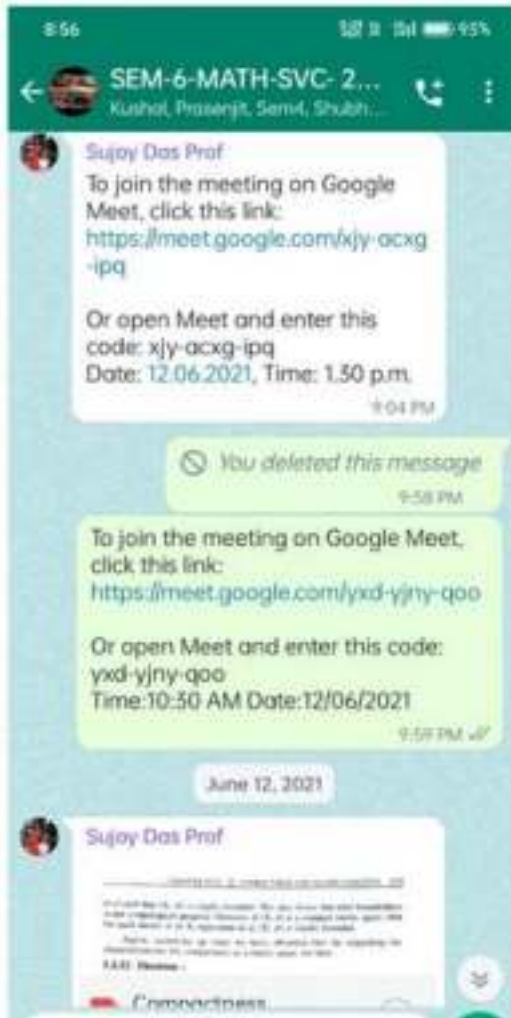 8:56
95%
SEM-6-MATH-SVC- 2...
Kushal, Prasenjit, Sem4, Shubh...
Sujoy Das Prof
To join the meeting on Google
Meet, click this link:
https://meet.google.com/xjy-acxg
-ipq
Or open Meet and enter this
code: xjy-acxg-ipq
Date: 12.06.2021, Time: 1.30 p.m.
9:04 PM
You deleted this message
9:58 PM
To join the meeting on Google Meet,
click this link:
https://meet.google.com/yxd-yjny-qoo
Or open Meet and enter this code:
yxd-yjny-qoo
Time:10:30 AM Date:12/06/2021
9:59 PM
June 12, 2021
Sujoy Das Prof
Compactness